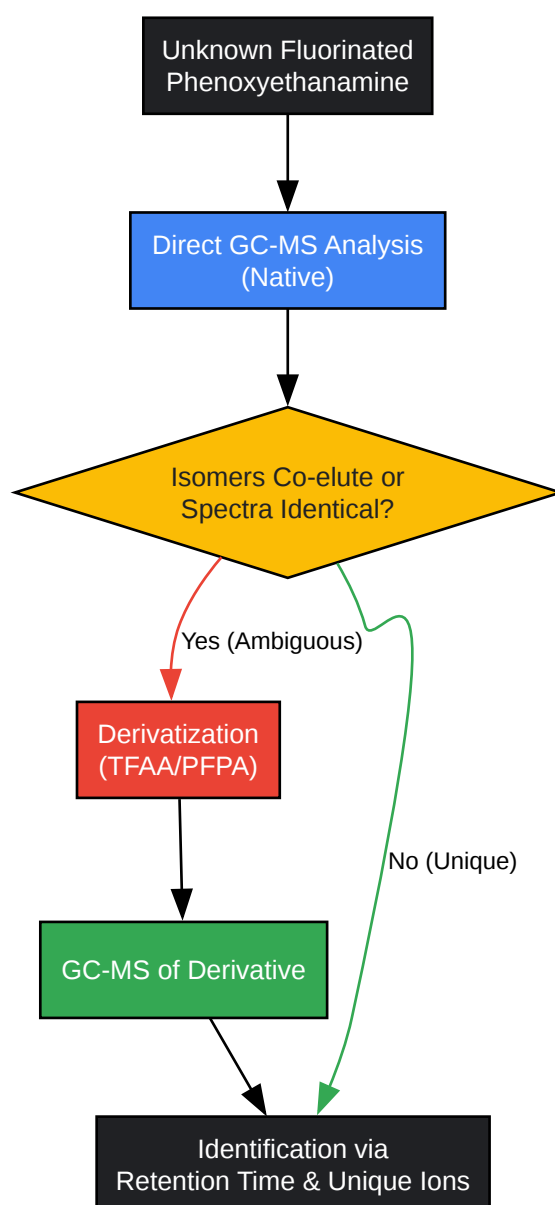 Unknown Fluorinated
Phenoxyethanamine
Direct GC-MS Analysis
(Native)
Isomers Co-elute or
Spectra Identical?
Yes (Ambiguous)
Derivatization
(TFAA/PFPA)
No (Unique)
GC-MS of Derivative
Identification via
Retention Time & Unique Ions